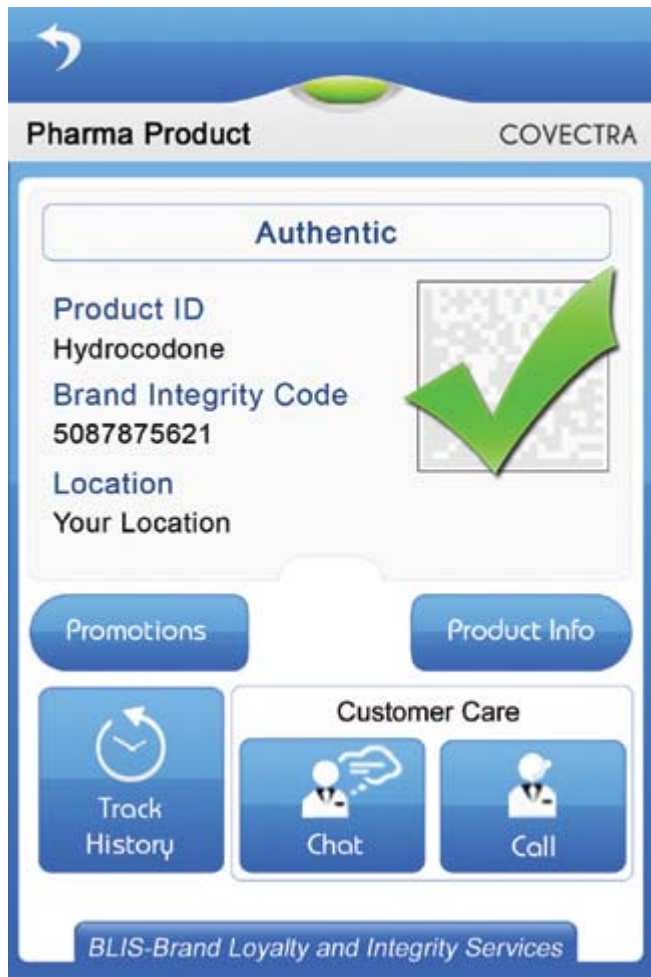 Pharma Product COVECTRA
Authentic
Product ID
Hydrocodone
Brand Integrity Code
5087875621
Location
Your Location
Promotions
Product Info
Track
History
Customer Care
Chat
Call
BLIS-Brand Loyalty and Integrity Services